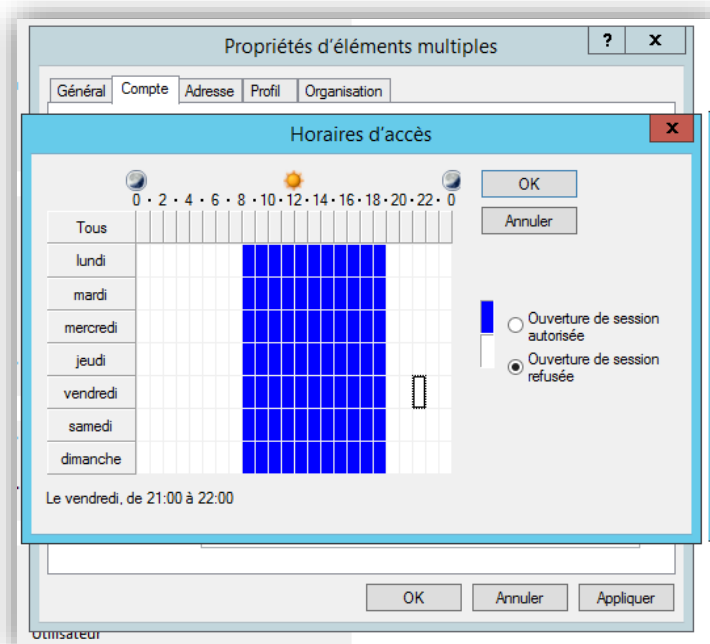 Propriétés d'éléments multiples
? x
Général Compte Adresse Profil Organisation
Horaires d'accès
x
0 · 2 · 4 · 6 · 8 · 10 · 12 · 14 · 16 · 18 · 20 · 22 · 0
OK
Annuler
Tous
lundi
mardi
mercredi
jeudi
vendredi
samedi
dimanche
Ouverture de session
autorisée
Ouverture de session
refusée
Le vendredi, de 21:00 à 22:00
OK Annuler Appliquer
Utilisateur